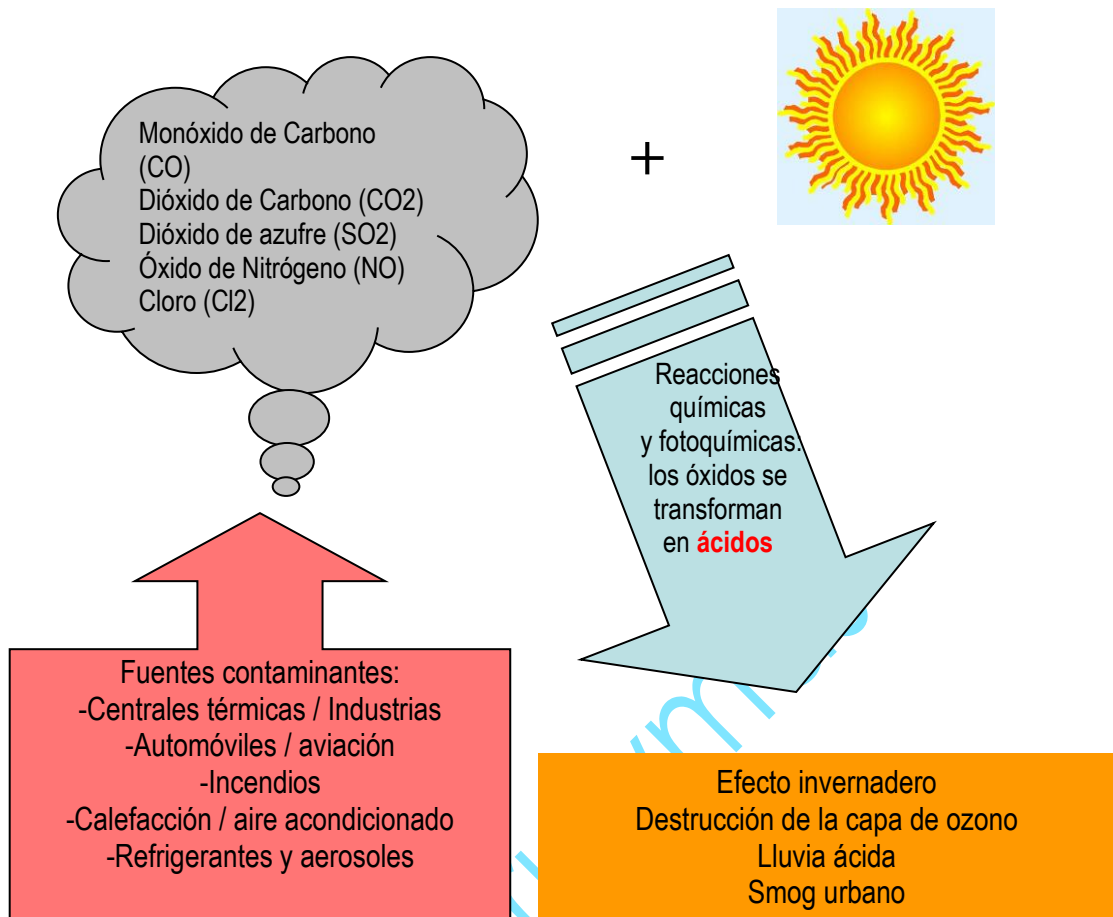 Monóxido de Carbono
(CO)
Dióxido de Carbono (CO2)
Dióxido de azufre (SO2)
Óxido de Nitrógeno (NO)
Cloro (Cl2)
+
Reacciones
químicas
y fotoquímicas:
los óxidos se
transforman
en ácidos
Fuentes contaminantes:
-Centrales térmicas / Industrias
-Automóviles / aviación
-Incendios
-Calefacción / aire acondicionado
-Refrigerantes y aerosoles
Efecto invernadero
Destrucción de la capa de ozono
Lluvia ácida
Smog urbano